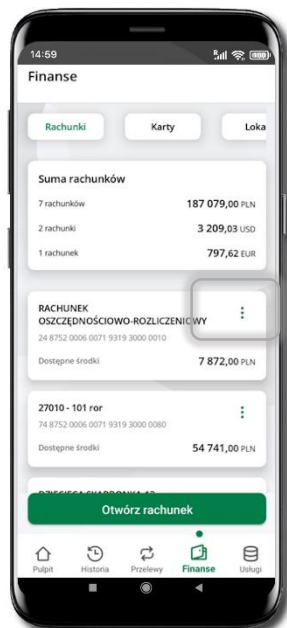 14:59
Finanse
Rachunki Karty Loka
Suma rachunków
7 rachunków 187 079,00 PLN
2 rachunki 3 209,03 USD
1 rachunek 797,62 EUR
RACHUNEK
OSZCZĘDNOŚCIOWO-ROZLICZENIOWY
24 8752 0006 0071 9319 3000 0010
Dostępne środki 7 872,00 PLN
27010 - 101 ror
74 8752 0006 0071 9319 3000 0080
Dostępne środki 54 741,00 PLN
Otwórz rachunek
Pulpit Historia Przelewy Finanse Usługi